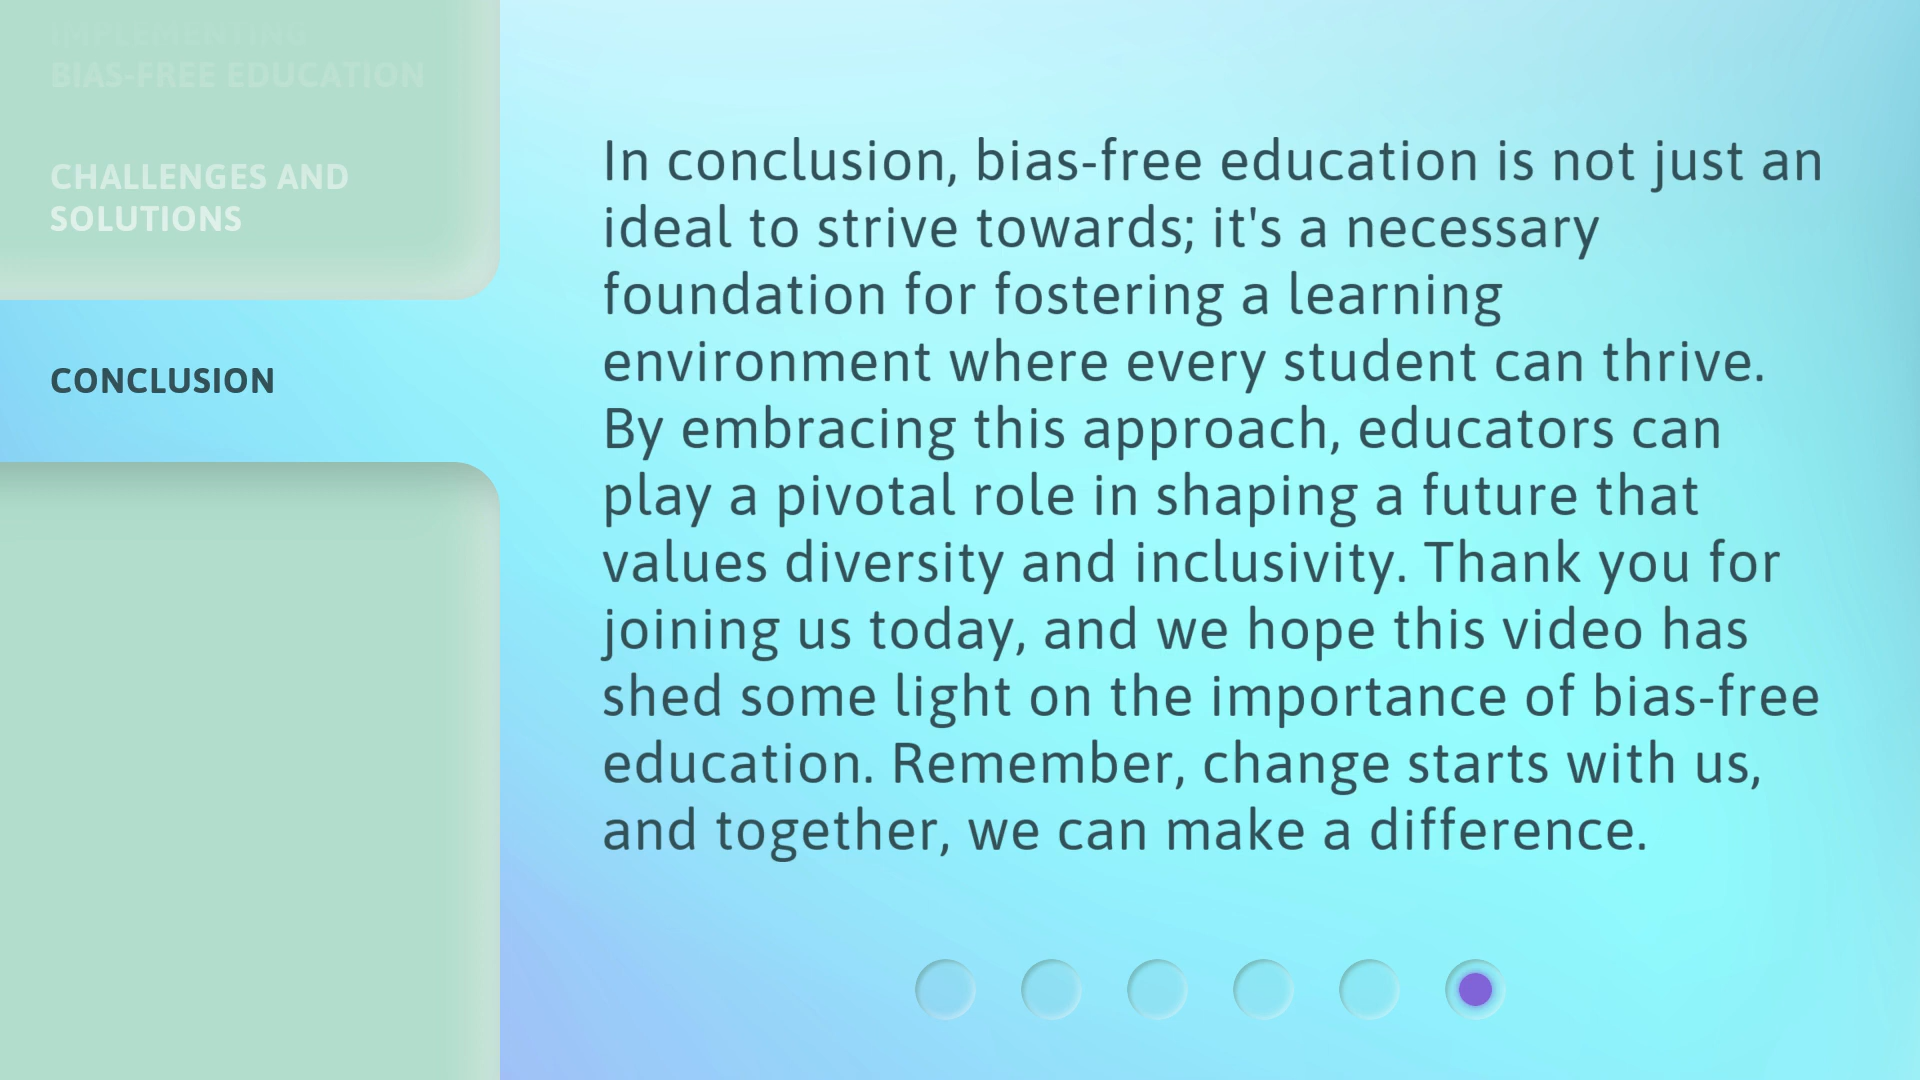 IMPLEMENTING
BIAS-FREE EDUCATION
CHALLENGES AND
SOLUTIONS
CONCLUSION
In conclusion, bias-free education is not just an
ideal to strive towards; it's a necessary
foundation for fostering a learning
environment where every student can thrive.
By embracing this approach, educators can
play a pivotal role in shaping a future that
values diversity and inclusivity. Thank you for
joining us today, and we hope this video has
shed some light on the importance of bias-free
education. Remember, change starts with us,
and together, we can make a difference.